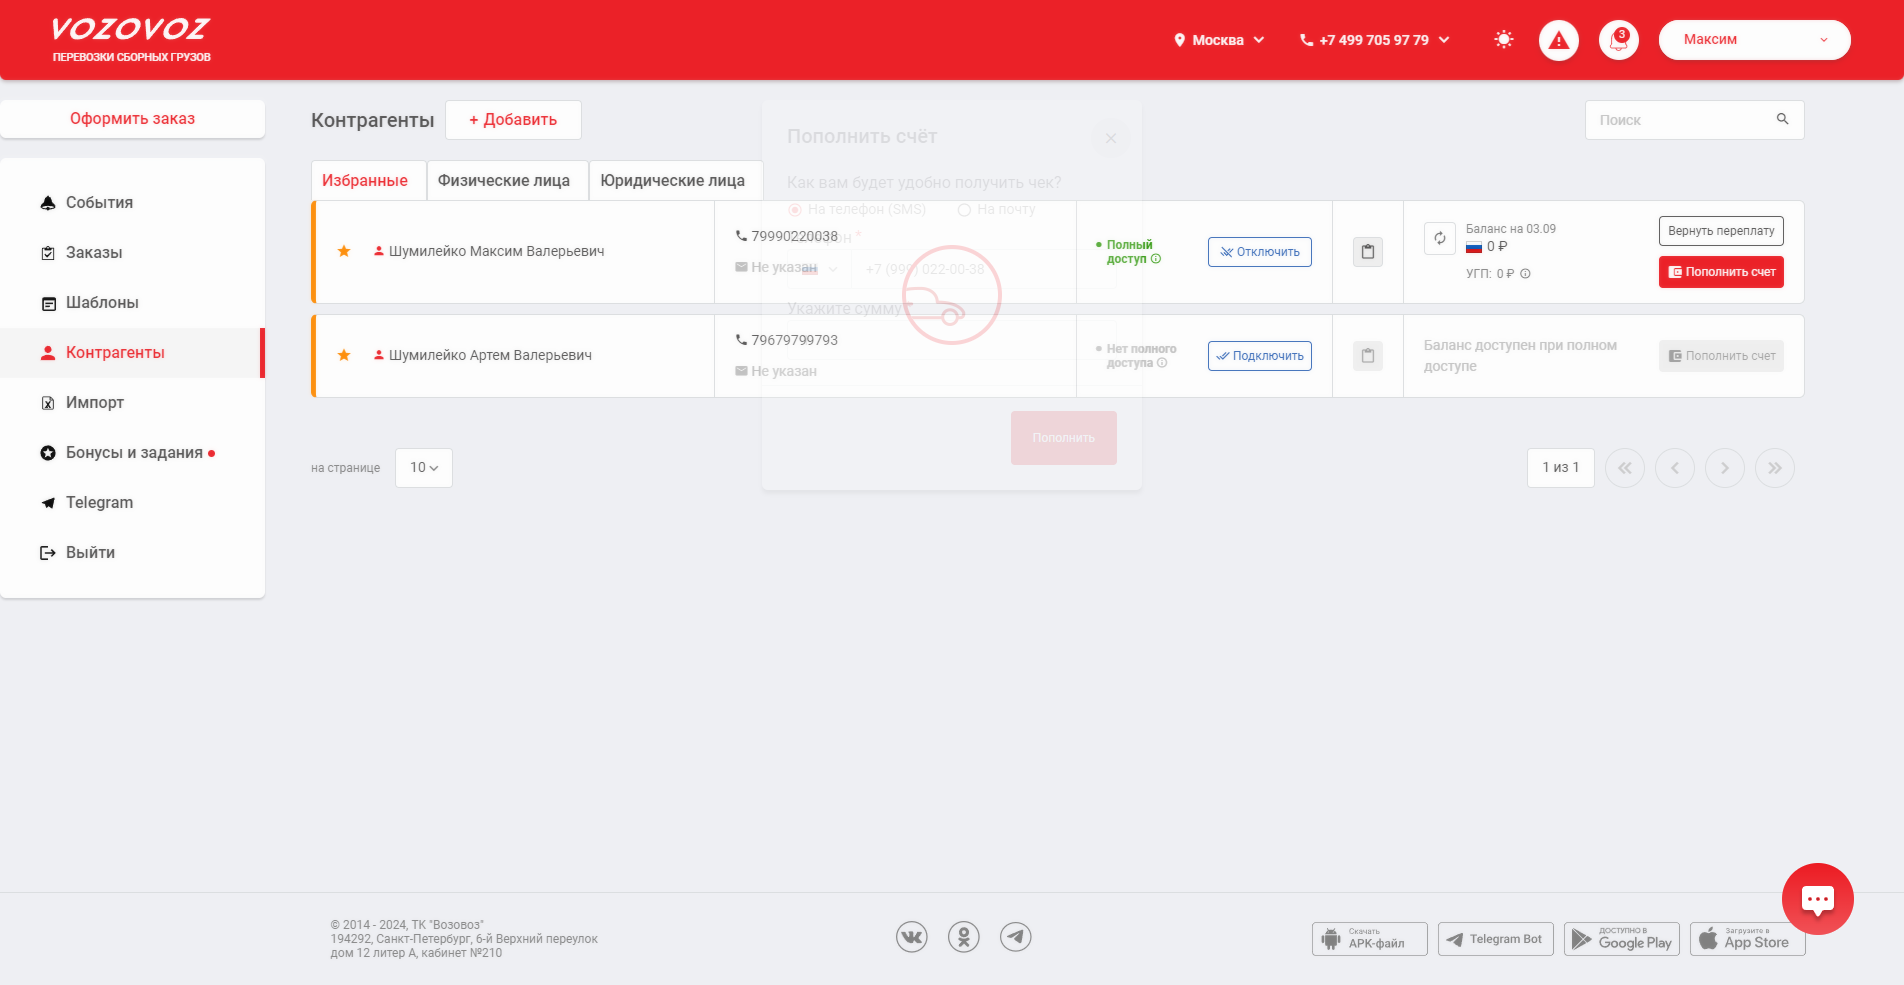 VOZOVOZ
ПЕРЕВОЗКИ СБОРНЫХ ГРУЗОВ
Москва
+7 499 705 97 79
3
Максим
Оформить заказ
События
Заказы
Шаблоны
Контрагенты
Импорт
Бонусы и задания
Telegram
Выйти
Контрагенты
+ Добавить
Поиск
Избранные
Физические лица
Юридические лица
Шумилейко Максим Валерьевич
79990220038
Не указан
Полный
доступ
Отключить
Баланс на 03.09
0 ₽
УГП: 0 ₽
Вернуть переплату
Пополнить счет
Шумилейко Артем Валерьевич
79679799793
Не указан
Нет полного
доступа
Подключить
Баланс доступен при полном
доступе
Пополнить счет
Пополнить счёт
Как вам будет удобно получить чек?
На телефон (SMS)
На почту
+7 (999) 022-00-38
Укажите сумму
Пополнить
на странице
10
1 из 1
© 2014 - 2024, ТК "Возовоз"
194292, Санкт-Петербург, 6-й Верхний переулок
дом 12 литер А, кабинет №210
Скачать
APK-файл
Telegram Bot
ДОСТУПНО В
Google Play
Загрузите в
App Store